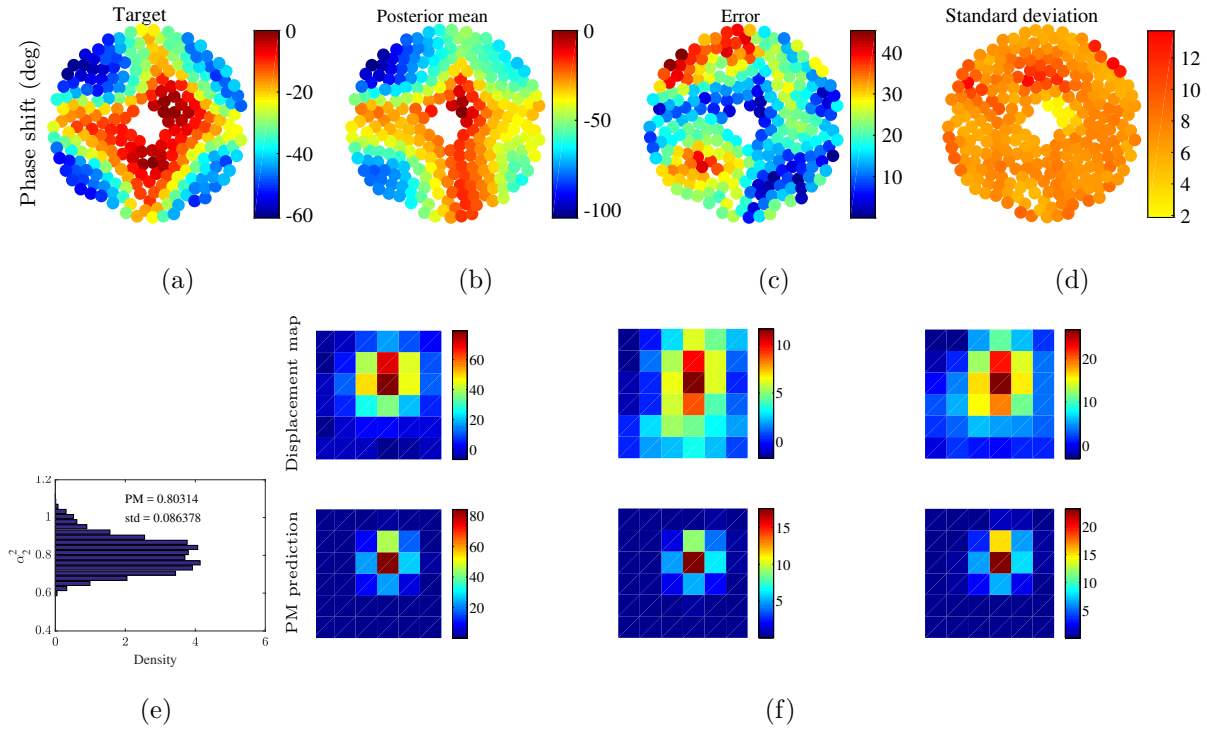 Target
Posterior mean
Error
Standard deviation
Phase shift (deg)
0
-20
-40
-60
0
-50
-100
40
30
20
10
12
10
8
6
4
2
(a)
(b)
(c)
(d)
Displacement map
60
40
20
0
10
5
0
20
10
0
1.2
1
0.8
0.6
0.4
α₂²
PM = 0.80314
std = 0.086378
0
2
4
6
Density
PM prediction
80
60
40
20
15
10
5
0
20
15
10
5
0
(e)
(f)